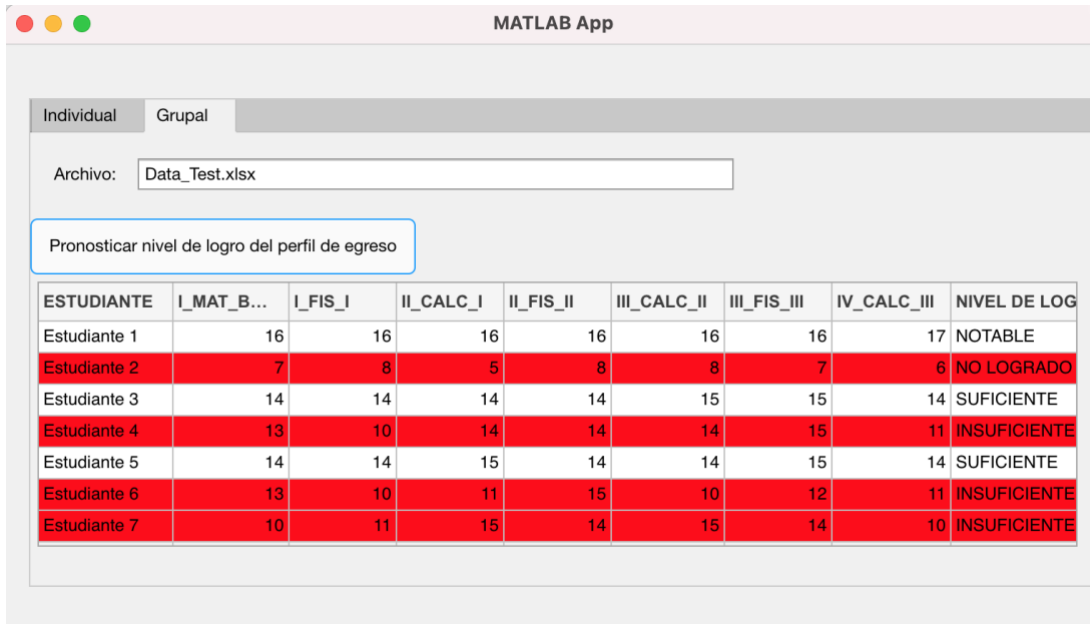 MATLAB App
Individual Grupal
Archivo: Data_Test.xlsx
Pronosticar nivel de logro del perfil de egreso
ESTUDIANTE I_MAT_B... I_FIS_I II_CALC_I II_FIS_II III_CALC_II III_FIS_III IV_CALC_III NIVEL DE LOG
Estudiante 1 16 16 16 16 16 16 17 NOTABLE
Estudiante 2 7 8 5 8 8 7 6 NO LOGRADO
Estudiante 3 14 14 14 14 15 15 14 SUFICIENTE
Estudiante 4 13 10 14 14 14 15 11 INSUFICIENTE
Estudiante 5 14 14 15 14 14 15 14 SUFICIENTE
Estudiante 6 13 10 11 15 10 12 11 INSUFICIENTE
Estudiante 7 10 11 15 14 15 14 10 INSUFICIENTE